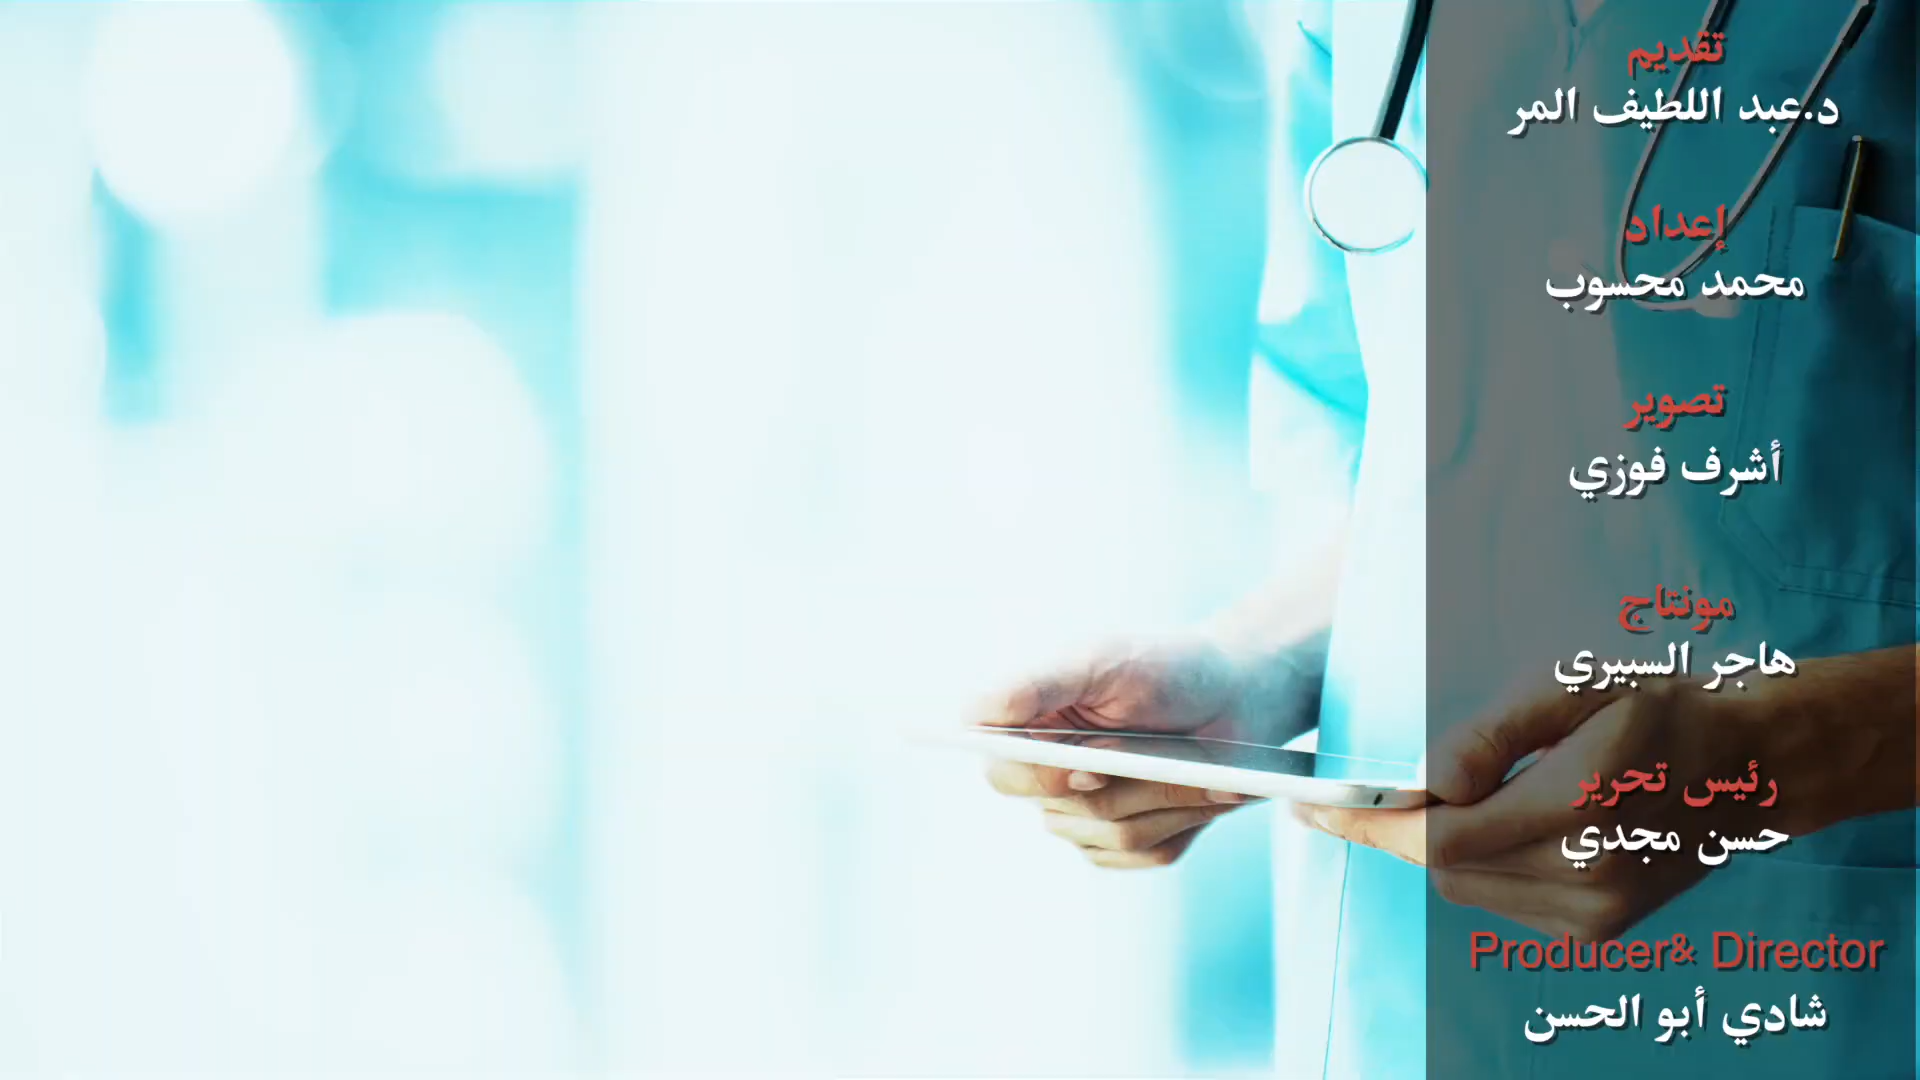 تقديم
د.عبد اللطيف المر
إعداد
محمد محسوب
تصوير
أشرف فوزي
مونتاج
هاجر السبيري
رئيس تحرير
حسن مجدي
Producer& Director
شادي أبو الحسن